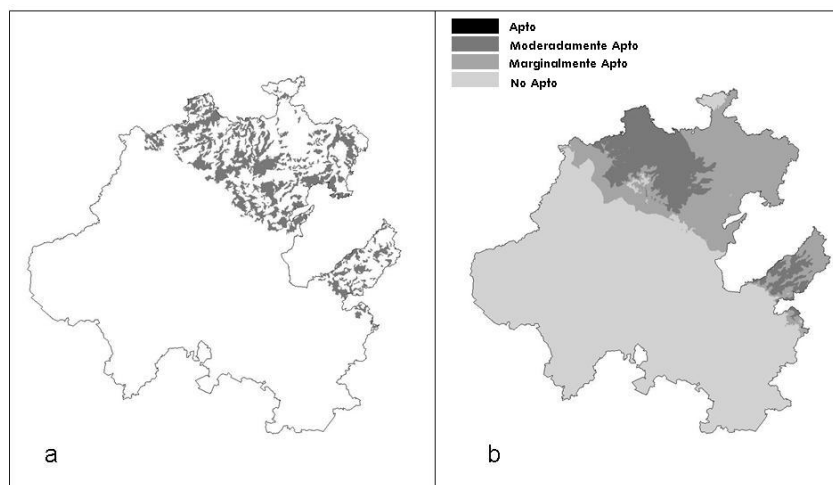 Apto
Moderadamente Apto
Marginalmente Apto
No Apto
a
b